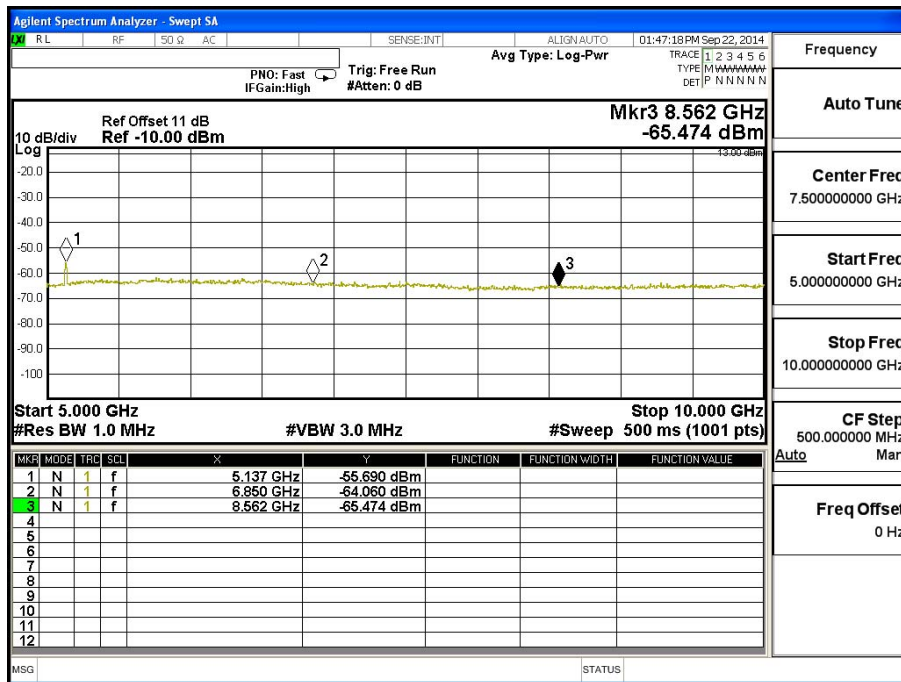 Agilent Spectrum Analyzer - Swept SA
LXI RL RF 50 Ω AC SENSE:INT ALIGN AUTO 01:47:18 PM Sep 22, 2014
Frequency
Avg Type: Log-Pwr
TRACE 1 2 3 4 5 6
TYPE MWWWWW
DET P N N N N N
PNO: Fast
IFGain:High
Trig: Free Run
#Atten: 0 dB
Auto Tune
Mkr3 8.562 GHz
-65.474 dBm
Ref Offset 11 dB
10 dB/div Ref -10.00 dBm
Log
-20.0
-30.0
-40.0
-50.0
-60.0
-70.0
-80.0
-90.0
-100
13.00 dBm
1
2
3
Center Freq
7.500000000 GHz
Start Freq
5.000000000 GHz
Stop Freq
10.000000000 GHz
Start 5.000 GHz Stop 10.000 GHz
#Res BW 1.0 MHz #VBW 3.0 MHz #Sweep 500 ms (1001 pts)
CF Step
500.000000 MHz
Auto Man
Freq Offset
0 Hz
MKR MODE TRC SCL X Y FUNCTION FUNCTION WIDTH FUNCTION VALUE
1 N 1 f 5.137 GHz -55.690 dBm
2 N 1 f 6.850 GHz -64.060 dBm
3 N 1 f 8.562 GHz -65.474 dBm
4
5
6
7
8
9
10
11
12
MSG STATUS